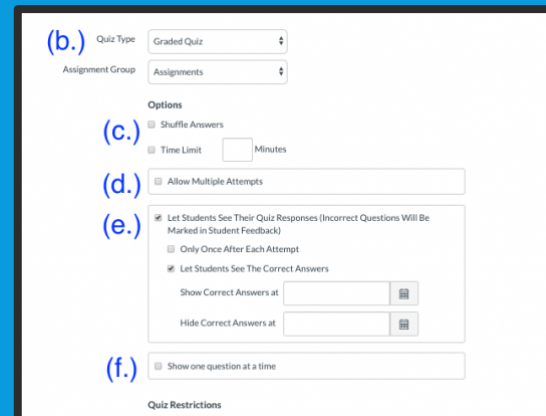 (b.) Quiz Type Graded Quiz
Assignment Group Assignments
Options
(c.) Shuffle Answers
Time Limit Minutes
(d.) Allow Multiple Attempts
(e.) Let Students See Their Quiz Responses (Incorrect Questions Will Be
Marked in Student Feedback)
Only Once After Each Attempt
Let Students See The Correct Answers
Show Correct Answers at
Hide Correct Answers at
(f.) Show one question at a time
Quiz Restrictions